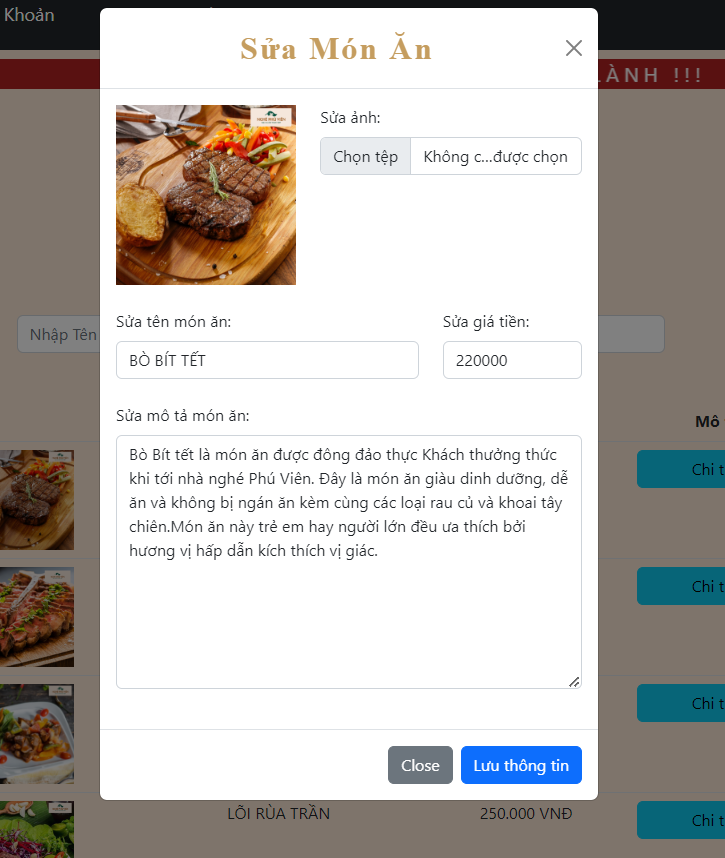 Khoản
Sửa Món Ăn
LÀNH !!!
Sửa ảnh:
Chọn tệp Không c...được chọn
Nhập Tên
Sửa tên món ăn: Sửa giá tiền:
BÒ BÍT TẾT 220000
Sửa mô tả món ăn:
Mô
Bò Bít tết là món ăn được đông đảo thực Khách thưởng thức
khi tới nhà nghé Phú Viên. Đây là món ăn giàu dinh dưỡng, dễ
ăn và không bị ngán ăn kèm cùng các loại rau củ và khoai tây
chiên.Món ăn này trẻ em hay người lớn đều ưa thích bởi
hương vị hấp dẫn kích thích vị giác.
Chi t
Chi t
Chi t
Close Lưu thông tin
LÕI RÙA TRẦN 250.000 VNĐ
Chi t